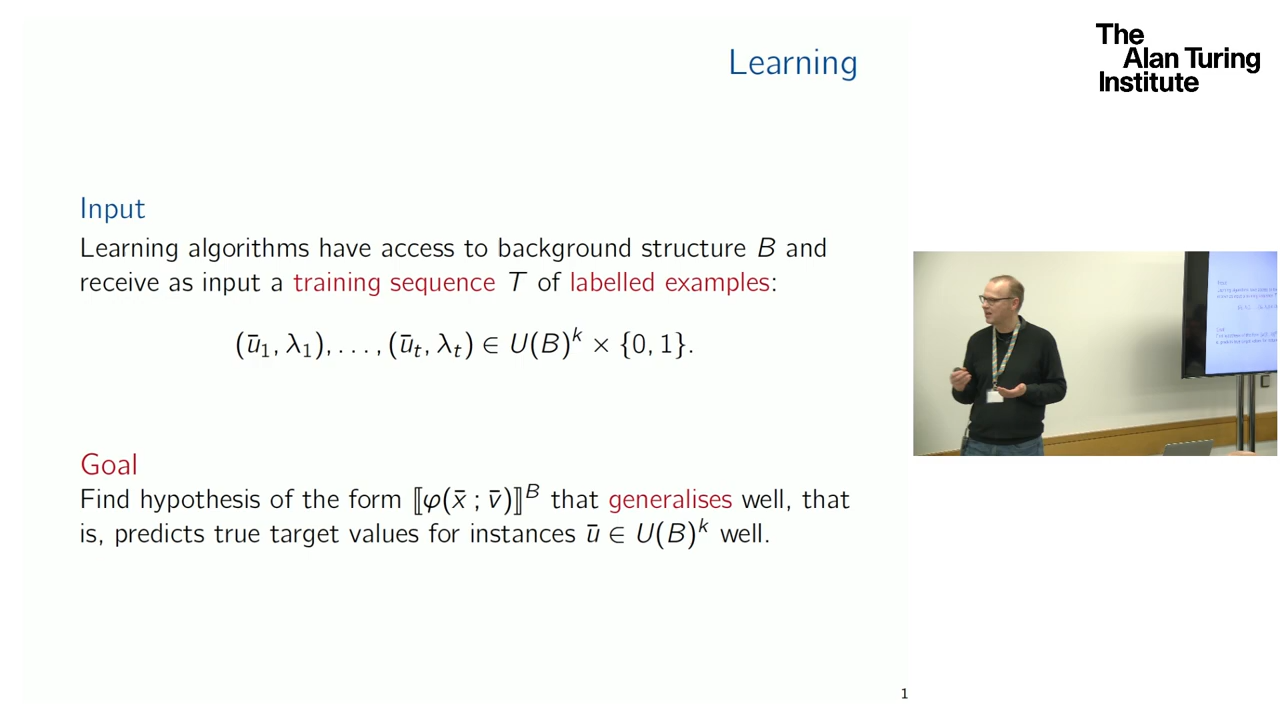 Learning
The
Alan Turing
Institute
Input
Learning algorithms have access to background structure B and
receive as input a training sequence T of labelled examples:
(ū₁, λ₁), . . . , (ūₜ, λₜ) ∈ U(B)ᵏ × {0, 1}.
Goal
Find hypothesis of the form ⟦φ(x̄ ; v̄)⟧ᴮ that generalises well, that
is, predicts true target values for instances ū ∈ U(B)ᵏ well.
1